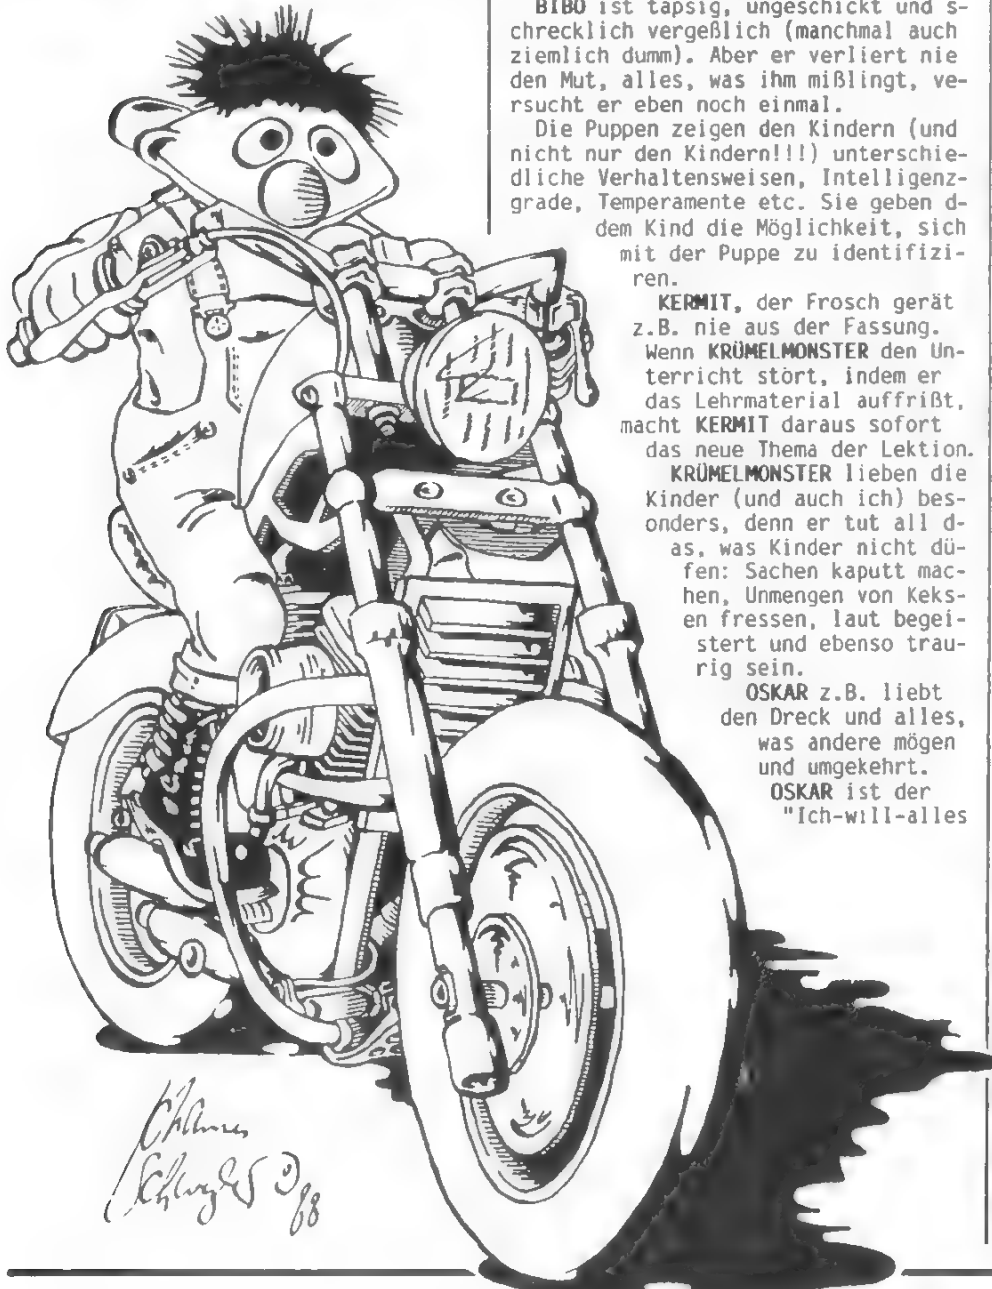 BIBO ist tapsig, ungeschickt und s-
chrecklich vergeßlich (manchmal auch
ziemlich dumm). Aber er verliert nie
den Mut, alles, was ihm mißlingt, ve-
rsucht er eben noch einmal.
Die Puppen zeigen den Kindern (und
nicht nur den Kindern!!!) unterschie-
dliche Verhaltensweisen, Intelligenz-
grade, Temperamente etc. Sie geben d-
dem Kind die Möglichkeit, sich
mit der Puppe zu identifizi-
ren.
KERMIT, der Frosch gerät
z.B. nie aus der Fassung.
Wenn KRÜMELMONSTER den Un-
terricht stört, indem er
das Lehrmaterial auffrißt,
macht KERMIT daraus sofort
das neue Thema der Lektion.
KRÜMELMONSTER lieben die
Kinder (und auch ich) bes-
onders, denn er tut all d-
as, was Kinder nicht dü-
fen: Sachen kaputt mac-
hen, Unmengen von Keks-
en fressen, laut begei-
stert und ebenso trau-
rig sein.
OSKAR z.B. liebt
den Dreck und alles,
was andere mögen
und umgekehrt.
OSKAR ist der
"Ich-will-alles
88